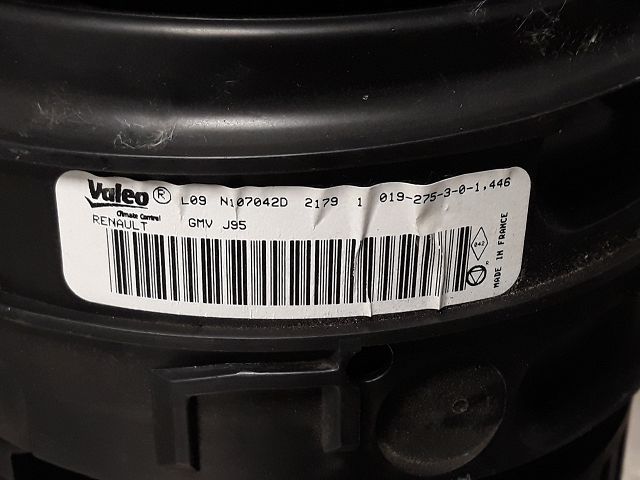 Valeo ® L09 N107042D 2179 1 019-275-3-0-1,446
Climate Control
RENAULT GMV J95
042
MADE IN FRANCE